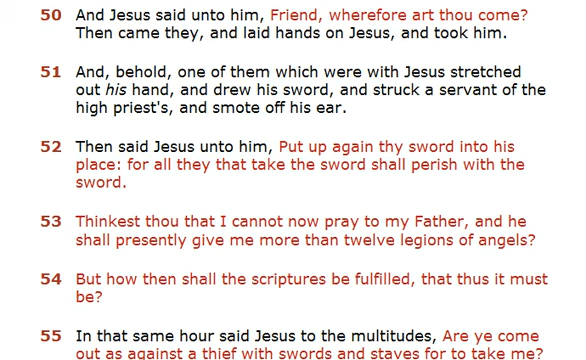 50 And Jesus said unto him, Friend, wherefore art thou come?
Then came they, and laid hands on Jesus, and took him.
51 And, behold, one of them which were with Jesus stretched
out his hand, and drew his sword, and struck a servant of the
high priest's, and smote off his ear.
52 Then said Jesus unto him, Put up again thy sword into his
place: for all they that take the sword shall perish with the
sword.
53 Thinkest thou that I cannot now pray to my Father, and he
shall presently give me more than twelve legions of angels?
54 But how then shall the scriptures be fulfilled, that thus it must
be?
55 In that same hour said Jesus to the multitudes, Are ye come
out as against a thief with swords and staves for to take me?